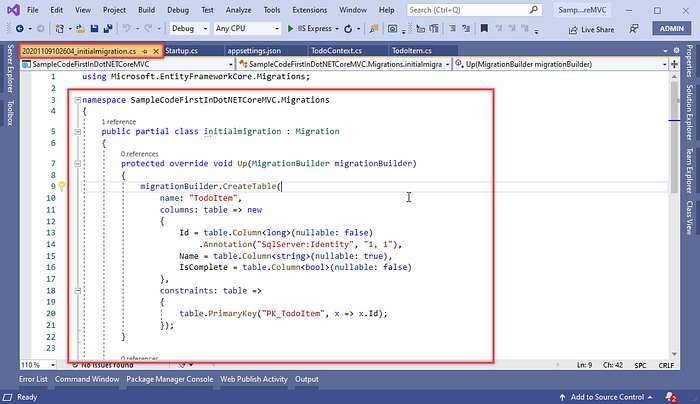 File Edit View Project Build Debug Test Analyze Tools Extensions Window Help Search (Ctrl+Q) Samp...reMVC
Debug Any CPU IIS Express Live Share ADMIN
20201109102604_initialmigration.cs Startup.cs appsettings.json TodoContext.cs TodoItem.cs
SampleCodeFirstInDotNETCoreMVC SampleCodeFirstInDotNETCoreMVC.Migrations.initialmigra Up(MigrationBuilder migrationBuilder)
Server Explorer
Toolbox
1 using Microsoft.EntityFrameworkCore.Migrations;
2
3 namespace SampleCodeFirstInDotNETCoreMVC.Migrations
4 {
1 reference
5 public partial class initialmigration : Migration
6 {
0 references
7 protected override void Up(MigrationBuilder migrationBuilder)
8 {
9 migrationBuilder.CreateTable(
10 name: "TodoItem",
11 columns: table => new
12 {
13 Id = table.Column<long>(nullable: false)
14 .Annotation("SqlServer:Identity", "1, 1"),
15 Name = table.Column<string>(nullable: true),
16 IsComplete = table.Column<bool>(nullable: false)
17 },
18 constraints: table =>
19 {
20 table.PrimaryKey("PK_TodoItem", x => x.Id);
21 });
22 }
23
0 references
Properties
Solution Explorer
Team Explorer
Class View
110 % No issues found Ln: 9 Ch: 42 SPC CRLF
Error List Command Window Package Manager Console Web Publish Activity Output
Ready Add to Source Control 2